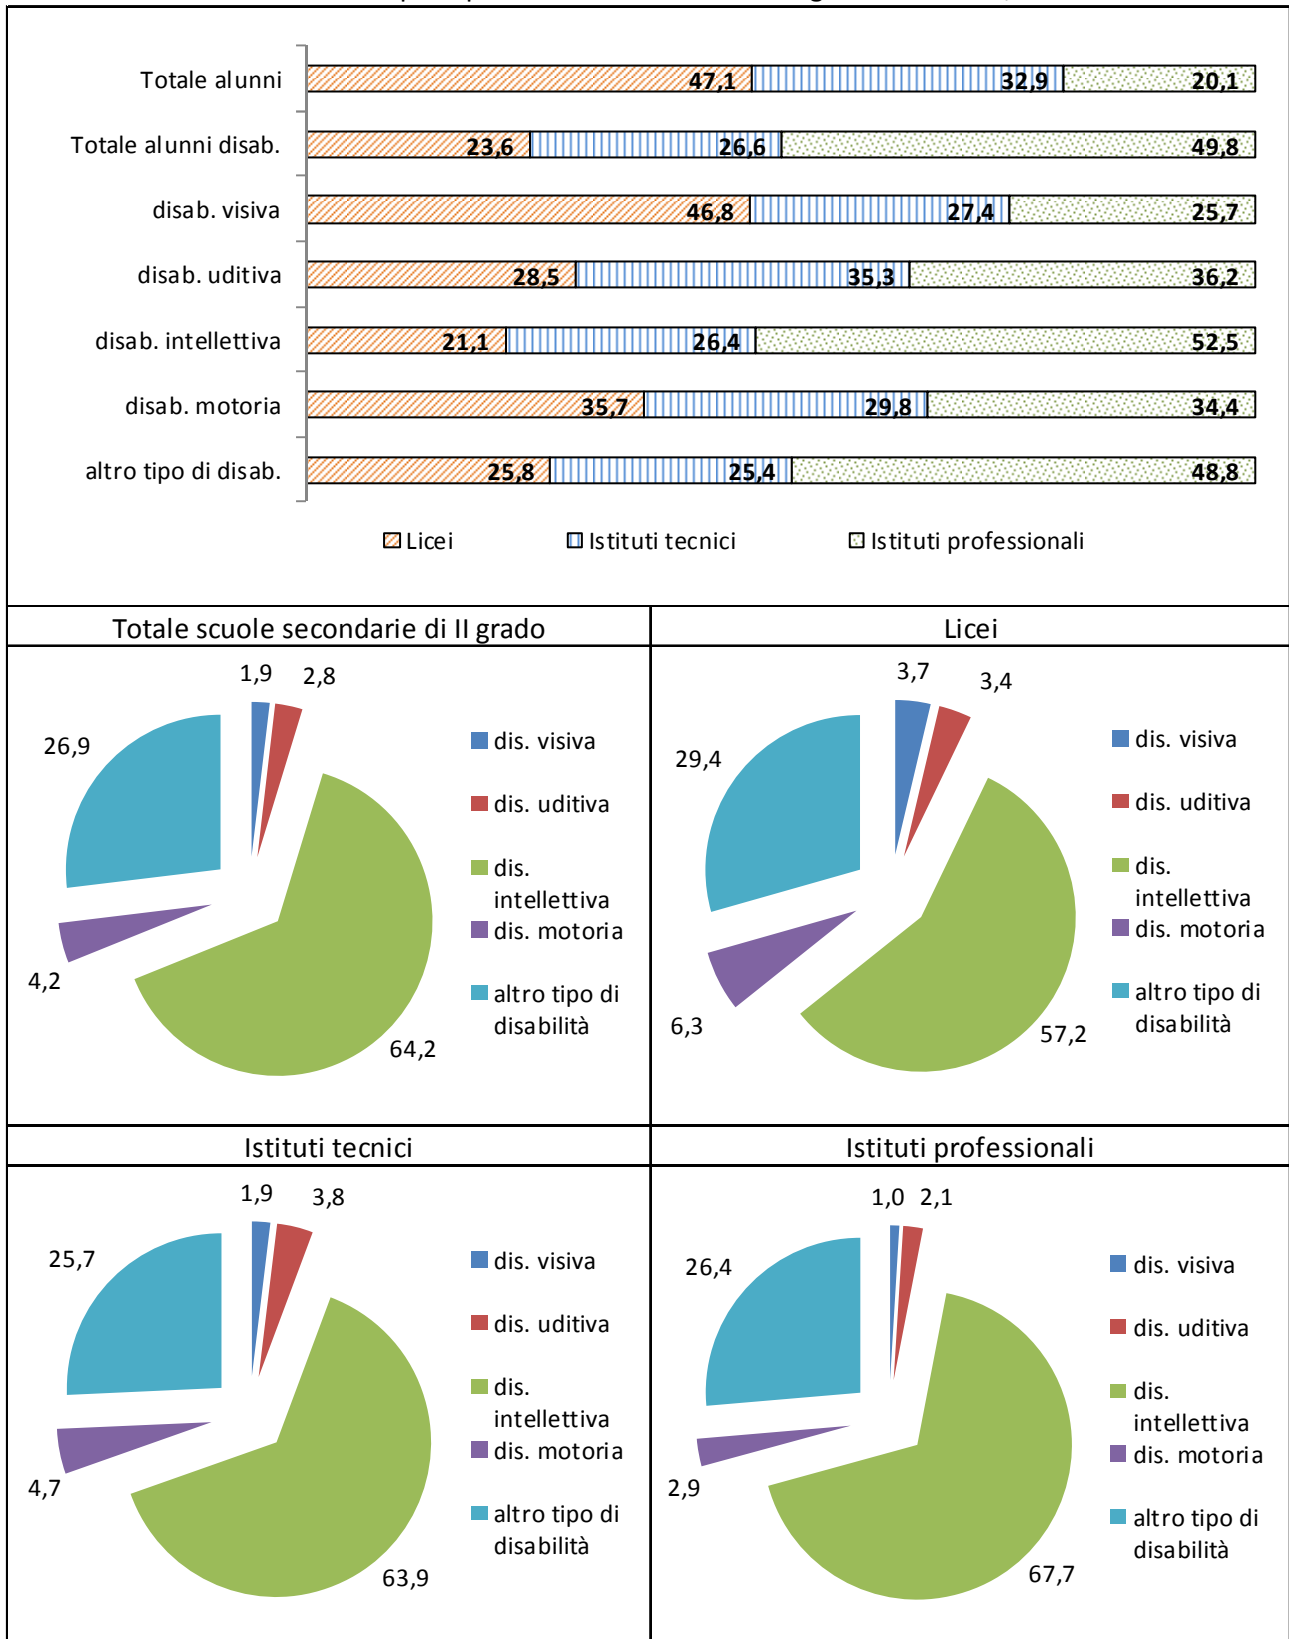 Totale alunni 47,1 32,9 20,1
Totale alunni disab. 23,6 26,6 49,8
disab. visiva 46,8 27,4 25,7
disab. uditiva 28,5 35,3 36,2
disab. intellettiva 21,1 26,4 52,5
disab. motoria 35,7 29,8 34,4
altro tipo di disab. 25,8 25,4 48,8
Licei Istituti tecnici Istituti professionali
Totale scuole secondarie di II grado
1,9 2,8
26,9
64,2
4,2
dis. visiva
dis. uditiva
dis.
intellettiva
dis. motoria
altro tipo di
disabilità
Licei
3,7 3,4
29,4
57,2
6,3
dis. visiva
dis. uditiva
dis.
intellettiva
dis. motoria
altro tipo di
disabilità
Istituti tecnici
1,9 3,8
25,7
63,9
4,7
dis. visiva
dis. uditiva
dis.
intellettiva
dis. motoria
altro tipo di
disabilità
Istituti professionali
1,0 2,1
26,4
67,7
2,9
dis. visiva
dis. uditiva
dis.
intellettiva
dis. motoria
altro tipo di
disabilità